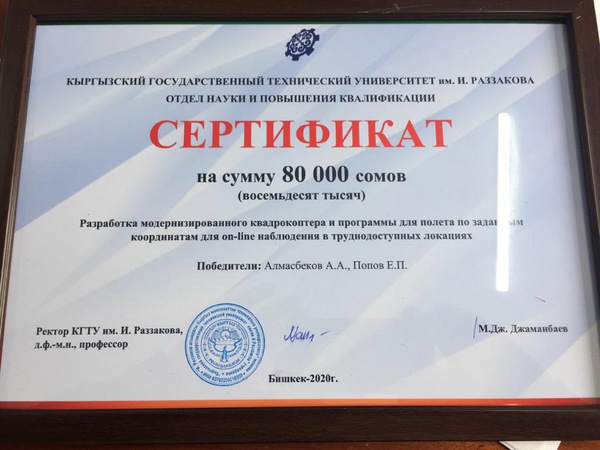 КЫРГЫЗСКИЙ ГОСУДАРСТВЕННЫЙ ТЕХНИЧЕСКИЙ УНИВЕРСИТЕТ им. И. РАЗЗАКОВА
ОТДЕЛ НАУКИ И ПОВЫШЕНИЯ КВАЛИФИКАЦИИ
СЕРТИФИКАТ
на сумму 80 000 сомов
(восемьдесят тысяч)
Разработка модернизированного квадрокоптера и программы для полета по заданным
координатам для on-line наблюдения в труднодоступных локациях
Победители: Алмасбеков А.А., Попов Е.П.
Ректор КГТУ им. И. Раззакова,
д.ф-м.н., профессор
М.Дж. Джаманбаев
Бишкек-2020г.